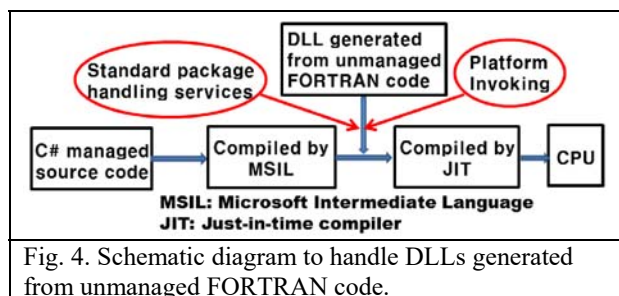 DLL generated
from unmanaged
FORTRAN code
Standard package
handling services
Platform
Invoking
C# managed
source code
Compiled by
MSIL
Compiled by
JIT
CPU
MSIL: Microsoft Intermediate Language
JIT: Just-in-time compiler
Fig. 4. Schematic diagram to handle DLLs generated
from unmanaged FORTRAN code.